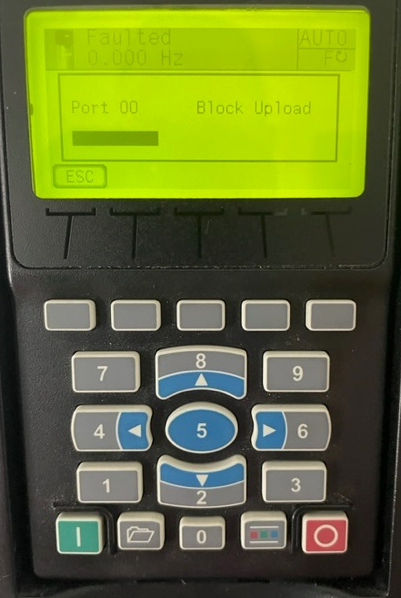 Faulted
AUTO
0.000 Hz
F
Port 00 Block Upload
ESC
7 8 9
4 5 6
1 2 3
I 0 O